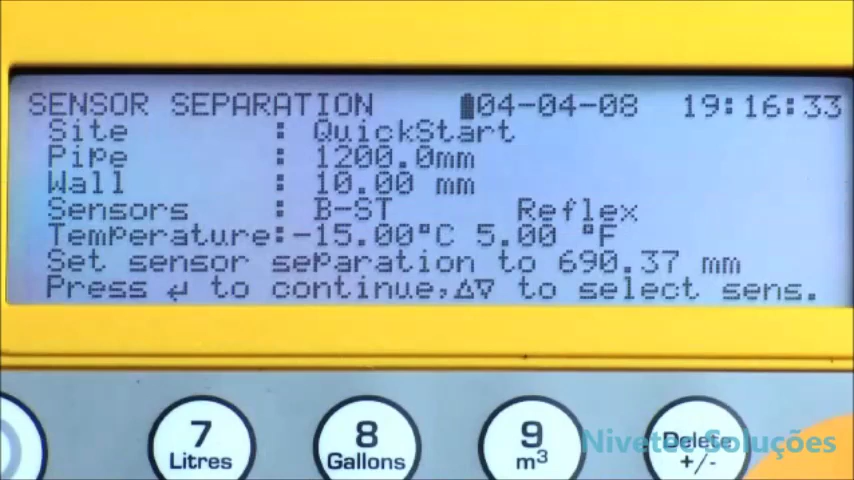 SENSOR SEPARATION 04-04-08 19:16:33
Site : QuickStart
Pipe : 1200.0mm
Wall : 10.00 mm
Sensors : B-ST Reflex
Temperature:-15.00°C 5.00 °F
Set sensor separation to 690.37 mm
Press ↵ to continue,△▽ to select sens.
7
Litres
8
Gallons
9
m³
Delete
+/-
Nivetec Soluções